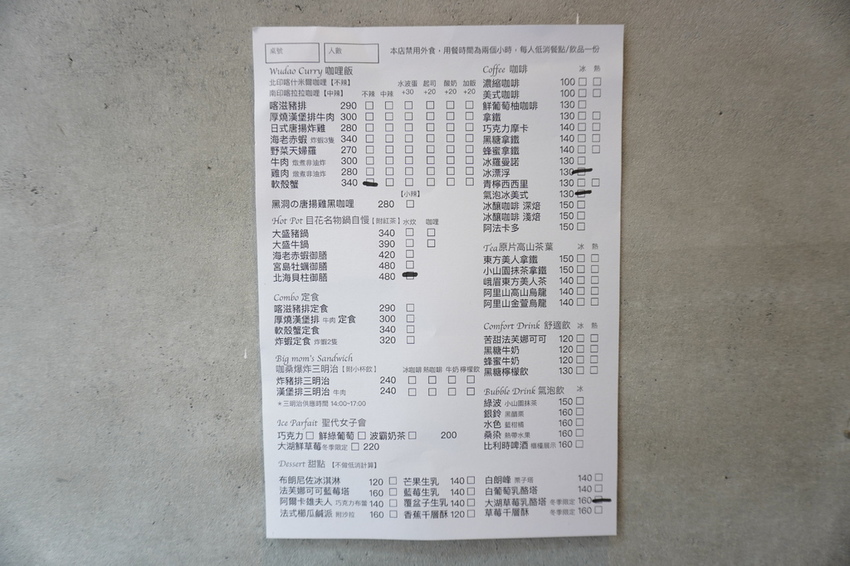 桌號 人數 本店禁用外食，用餐時間為兩個小時，每人低消餐點/飲品一份
Wudao Curry 咖哩飯
北印喀什米爾咖哩【不辣】
南印喀拉拉咖哩【中辣】 不辣 中辣 水波蛋+30 起司+20 酸奶+20 加飯+20
喀滋豬排 290
厚燒漢堡排牛肉 300
日式唐揚炸雞 280
海老赤蝦 炸蝦3隻 340
野菜天婦羅 270
牛肉 燉煮非油炸 300
雞肉 燉煮非油炸 280
軟殼蟹 340
【小辣】
黑洞の唐揚雞黑咖哩 280
Hot Pot 目花名物鍋自慢【附紅茶】 水炊 咖哩
大盛豬鍋 340
大盛牛鍋 390
海老赤蝦御膳 420
宮島牡蠣御膳 480
北海貝柱御膳 480
Combo 定食
喀滋豬排定食 290
厚燒漢堡排 牛肉 定食 300
軟殼蟹定食 340
炸蝦定食 炸蝦2隻 320
Big mom's Sandwich
咖桑爆炸三明治【附小杯飲】 冰咖啡 熱咖啡 牛奶 檸檬飲
炸豬排三明治 240
漢堡排三明治 牛肉 240
＊三明治供應時間 14:00-17:00
Ice Parfait 聖代女子會
巧克力 鮮綠葡萄 波霸奶茶 200
大湖鮮草莓 冬季限定 220
Dessert 甜點 【不做低消計算】
布朗尼佐冰淇淋 120 芒果生乳 140
法芙娜可可藍莓塔 160 藍莓生乳 140
阿爾卡雄夫人 巧克力布蕾 140 覆盆子生乳 140
法式櫛瓜鹹派 附沙拉 160 香蕉千層酥 120
Coffee 咖啡 冰 熱
濃縮咖啡 100
美式咖啡 100
鮮葡萄柚咖啡 130
拿鐵 130
巧克力摩卡 140
黑糖拿鐵 140
蜂蜜拿鐵 140
冰羅曼諾 130
冰漂浮 130
青檸西西里 130
氣泡冰美式 130
冰釀咖啡 深焙 150
冰釀咖啡 淺焙 150
阿法卡多 150
Tea 原片高山茶葉 冰 熱
東方美人拿鐵 150
小山園抹茶拿鐵 150
峨眉東方美人茶 140
阿里山高山烏龍 140
阿里山金萱烏龍 140
Comfort Drink 舒適飲 冰 熱
苦甜法芙娜可可 120
黑糖牛奶 120
蜂蜜牛奶 120
黑糖檸檬飲 130
Bubble Drink 氣泡飲 冰
綠波 小山園抹茶 150
銀鈴 黑醋栗 160
水色 藍柑橘 160
桑染 熱帶水果 160
比利時啤酒 櫥櫃展示 160
白朗峰 栗子塔 140
白葡萄乳酪塔 140
大湖草莓乳酪塔 冬季限定 160
草莓千層酥 冬季限定 160